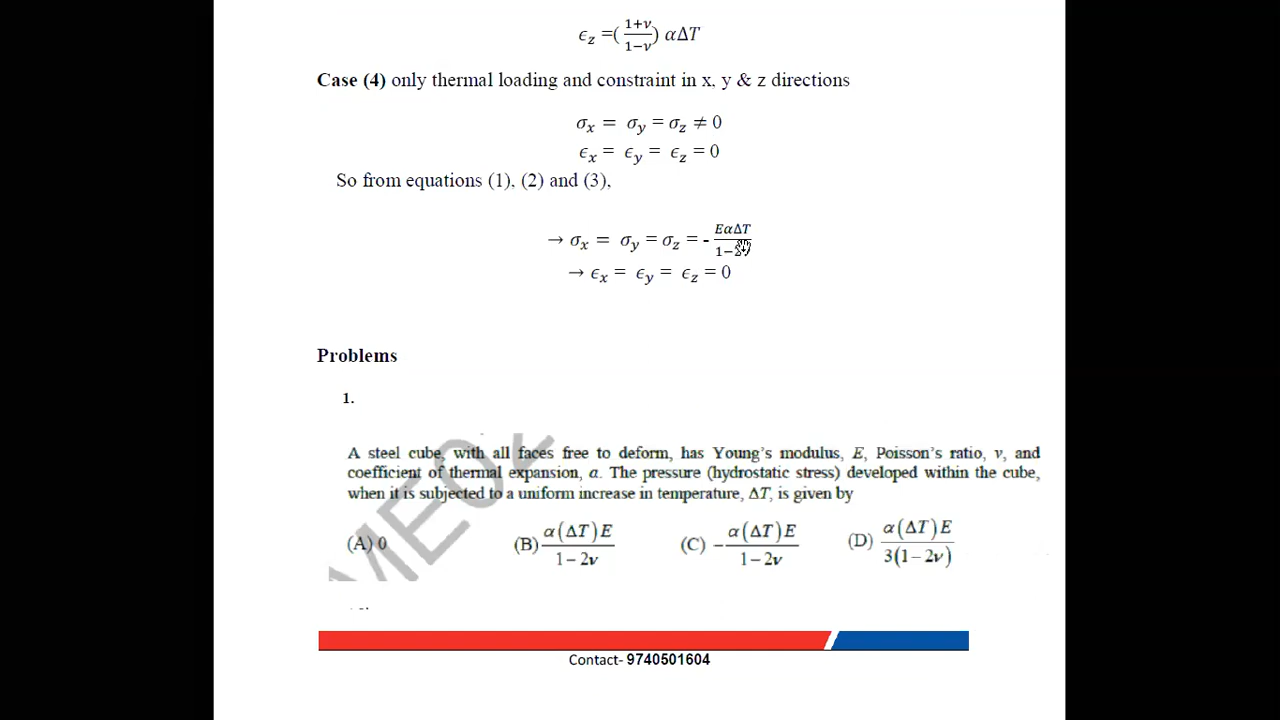 ϵz =(1+ν/1−ν) αΔT
Case (4) only thermal loading and constraint in x, y & z directions
σx = σy = σz ≠ 0
ϵx = ϵy = ϵz = 0
So from equations (1), (2) and (3),
→ σx = σy = σz = - EαΔT/1−2ν
→ ϵx = ϵy = ϵz = 0
Problems
1.
A steel cube, with all faces free to deform, has Young's modulus, E, Poisson's ratio, v, and
coefficient of thermal expansion, α. The pressure (hydrostatic stress) developed within the cube,
when it is subjected to a uniform increase in temperature, ΔT, is given by
(A) 0 (B) α(ΔT)E/1−2v (C) −α(ΔT)E/1−2v (D) α(ΔT)E/3(1−2v)
Contact- 9740501604